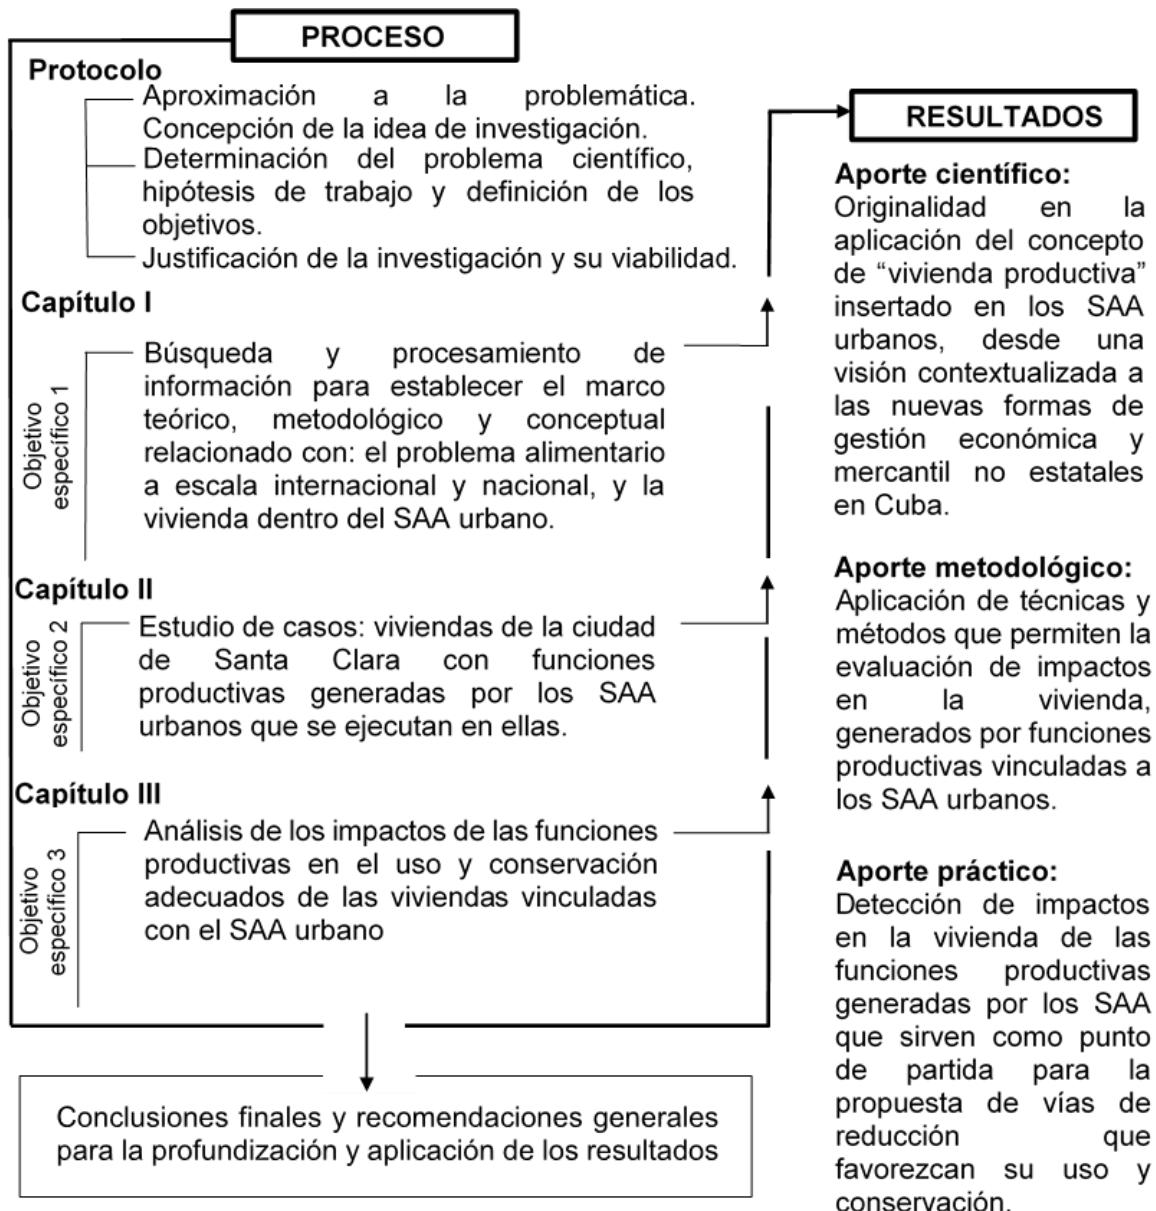 PROCESO
Protocolo
Aproximación a la problemática.
Concepción de la idea de investigación.
Determinación del problema científico,
hipótesis de trabajo y definición de los
objetivos.
Justificación de la investigación y su viabilidad.
Capítulo I
Objetivo
específico 1
Búsqueda y procesamiento de
información para establecer el marco
teórico, metodológico y conceptual
relacionado con: el problema alimentario
a escala internacional y nacional, y la
vivienda dentro del SAA urbano.
Capítulo II
Objetivo
específico 2
Estudio de casos: viviendas de la ciudad
de Santa Clara con funciones
productivas generadas por los SAA
urbanos que se ejecutan en ellas.
Capítulo III
Objetivo
específico 3
Análisis de los impactos de las funciones
productivas en el uso y conservación
adecuados de las viviendas vinculadas
con el SAA urbano
Conclusiones finales y recomendaciones generales
para la profundización y aplicación de los resultados
RESULTADOS
Aporte científico:
Originalidad en la
aplicación del concepto
de “vivienda productiva”
insertado en los SAA
urbanos, desde una
visión contextualizada a
las nuevas formas de
gestión económica y
mercantil no estatales
en Cuba.
Aporte metodológico:
Aplicación de técnicas y
métodos que permiten la
evaluación de impactos
en la vivienda,
generados por funciones
productivas vinculadas a
los SAA urbanos.
Aporte práctico:
Detección de impactos
en la vivienda de las
funciones productivas
generadas por los SAA
que sirven como punto
de partida para la
propuesta de vías de
reducción que
favorezcan su uso y
conservación.